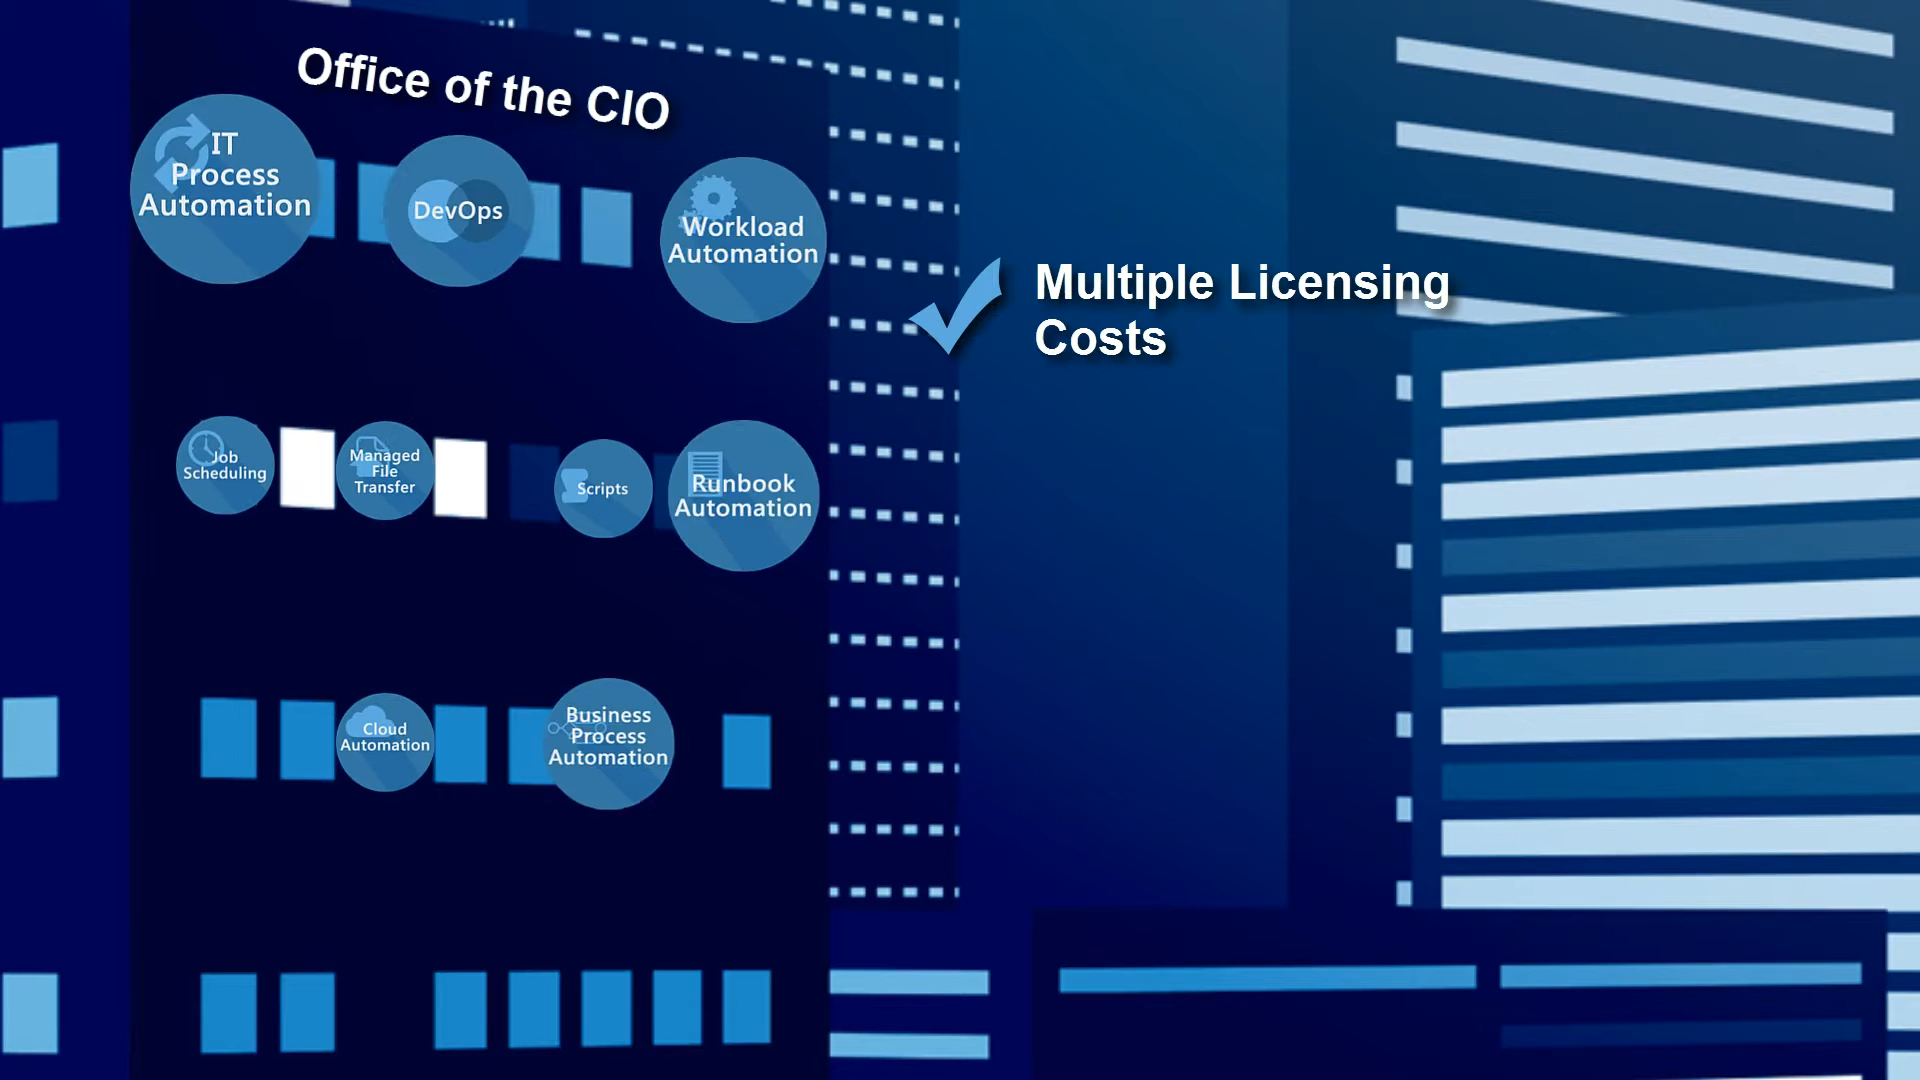 Office of the CIO
IT
Process
Automation
DevOps
Workload
Automation
Multiple Licensing
Costs
Job
Scheduling
Managed
File
Transfer
Scripts
Runbook
Automation
Cloud
Automation
Business
Process
Automation